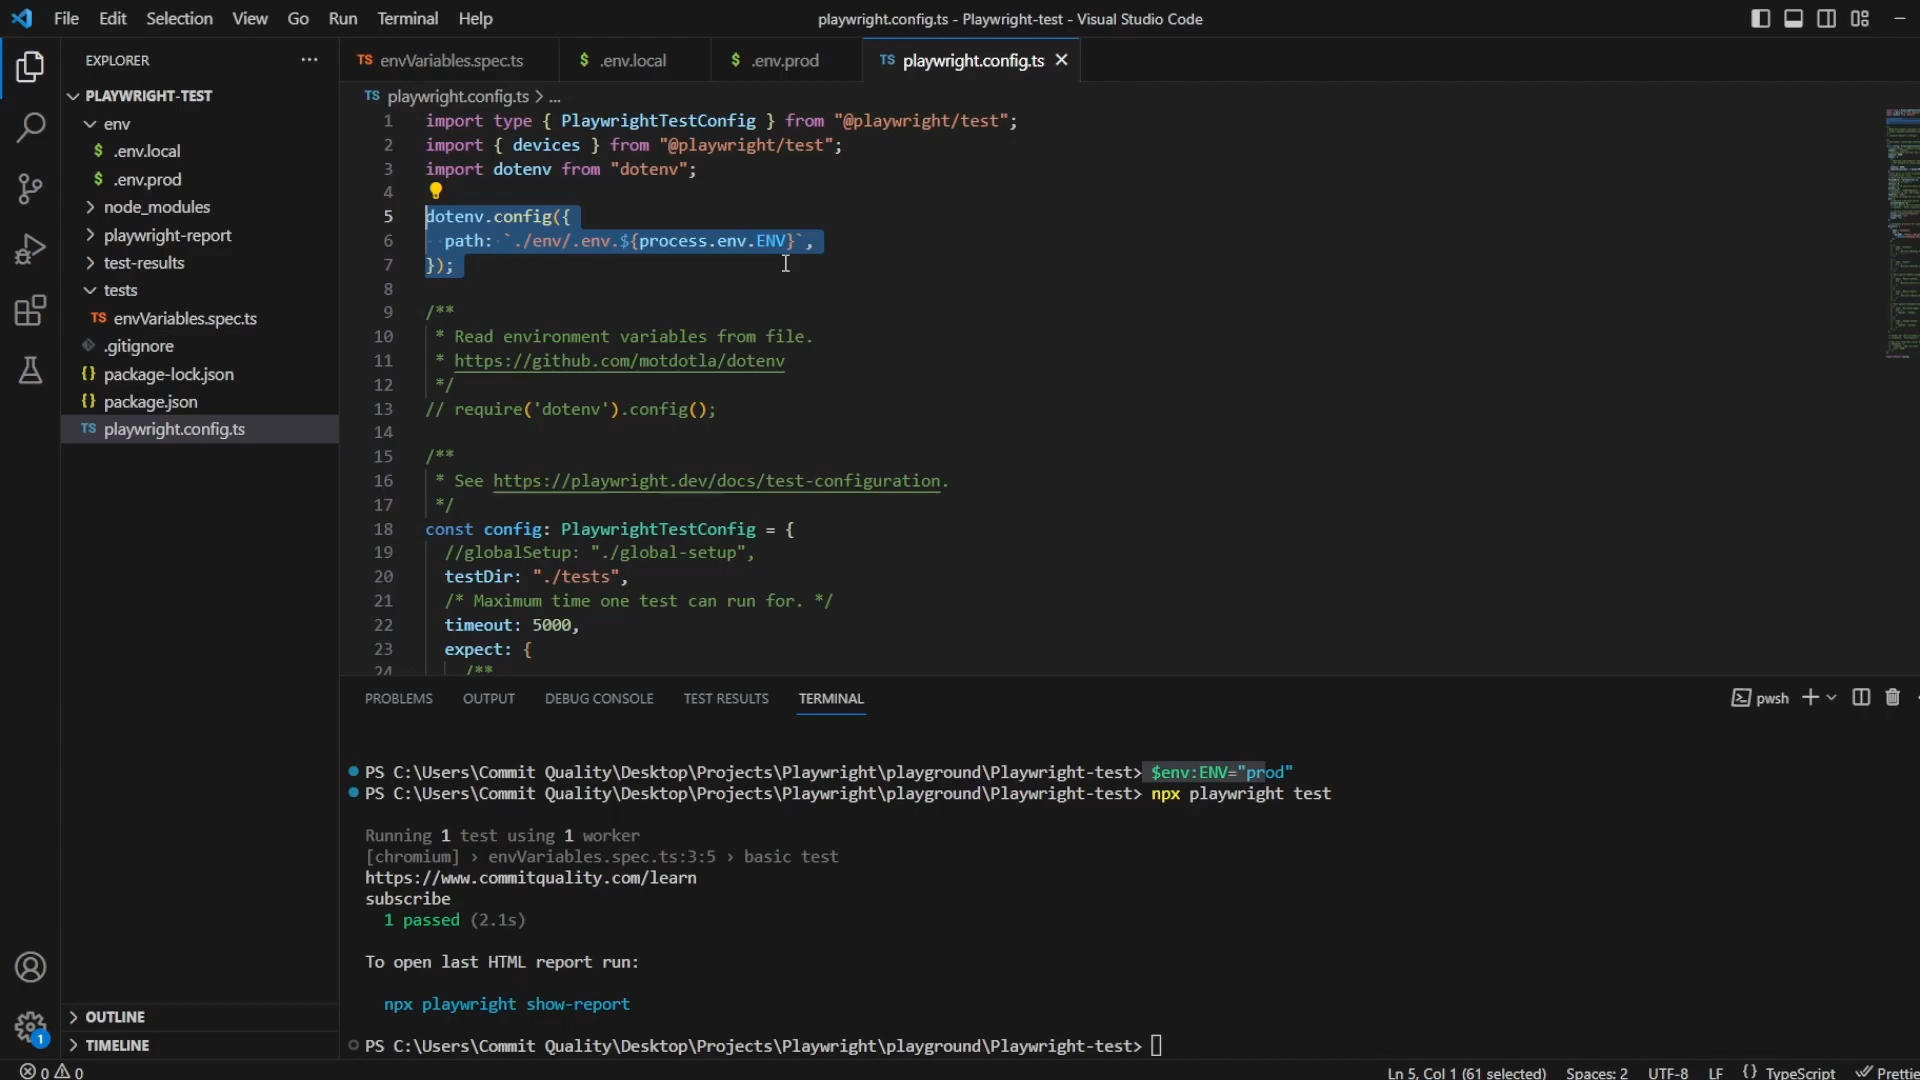 File Edit Selection View Go Run Terminal Help
playwright.config.ts - Playwright-test - Visual Studio Code
EXPLORER
PLAYWRIGHT-TEST
env
$ .env.local
$ .env.prod
node_modules
playwright-report
test-results
tests
TS envVariables.spec.ts
.gitignore
{} package-lock.json
{} package.json
TS playwright.config.ts
OUTLINE
TIMELINE
1
TS envVariables.spec.ts
$ .env.local
$ .env.prod
TS playwright.config.ts
TS playwright.config.ts > ...
1 import type { PlaywrightTestConfig } from "@playwright/test";
2 import { devices } from "@playwright/test";
3 import dotenv from "dotenv";
4
5 dotenv.config({
6 path: `./env/.env.${process.env.ENV}`,
7 });
8
9 /**
10 * Read environment variables from file.
11 * https://github.com/motdotla/dotenv
12 */
13 // require('dotenv').config();
14
15 /**
16 * See https://playwright.dev/docs/test-configuration.
17 */
18 const config: PlaywrightTestConfig = {
19 //globalSetup: "./global-setup",
20 testDir: "./tests",
21 /* Maximum time one test can run for. */
22 timeout: 5000,
23 expect: {
24 /**
PROBLEMS OUTPUT DEBUG CONSOLE TEST RESULTS TERMINAL
pwsh
PS C:\Users\Commit Quality\Desktop\Projects\Playwright\playground\Playwright-test> $env:ENV="prod"
PS C:\Users\Commit Quality\Desktop\Projects\Playwright\playground\Playwright-test> npx playwright test
Running 1 test using 1 worker
[chromium] › envVariables.spec.ts:3:5 › basic test
https://www.commitquality.com/learn
subscribe
1 passed (2.1s)
To open last HTML report run:
npx playwright show-report
PS C:\Users\Commit Quality\Desktop\Projects\Playwright\playground\Playwright-test>
0 0
Ln 5, Col 1 (61 selected) Spaces: 2 UTF-8 LF {} TypeScript Prettie